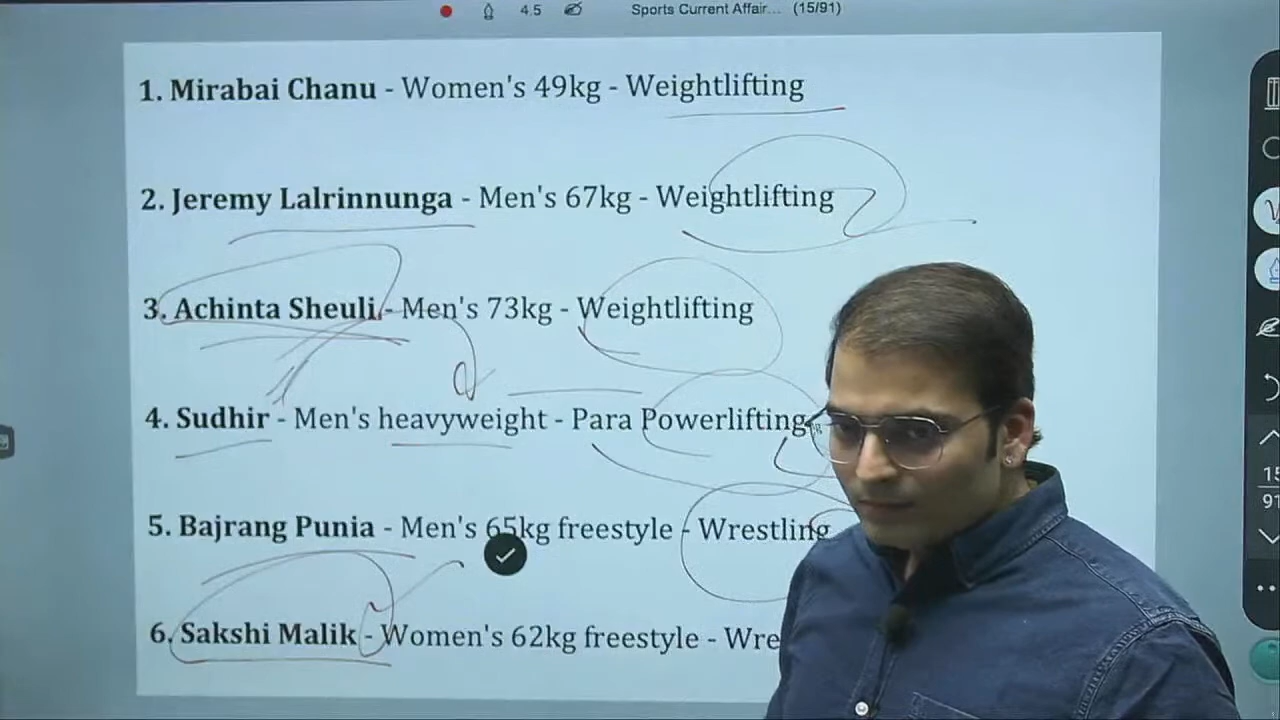 4.5 Sports Current Affair... (15/91)
1. Mirabai Chanu - Women's 49kg - Weightlifting
2. Jeremy Lalrinnunga - Men's 67kg - Weightlifting
3. Achinta Sheuli - Men's 73kg - Weightlifting
4. Sudhir - Men's heavyweight - Para Powerlifting
5. Bajrang Punia - Men's 65kg freestyle - Wrestling
6. Sakshi Malik - Women's 62kg freestyle - Wre
15
91